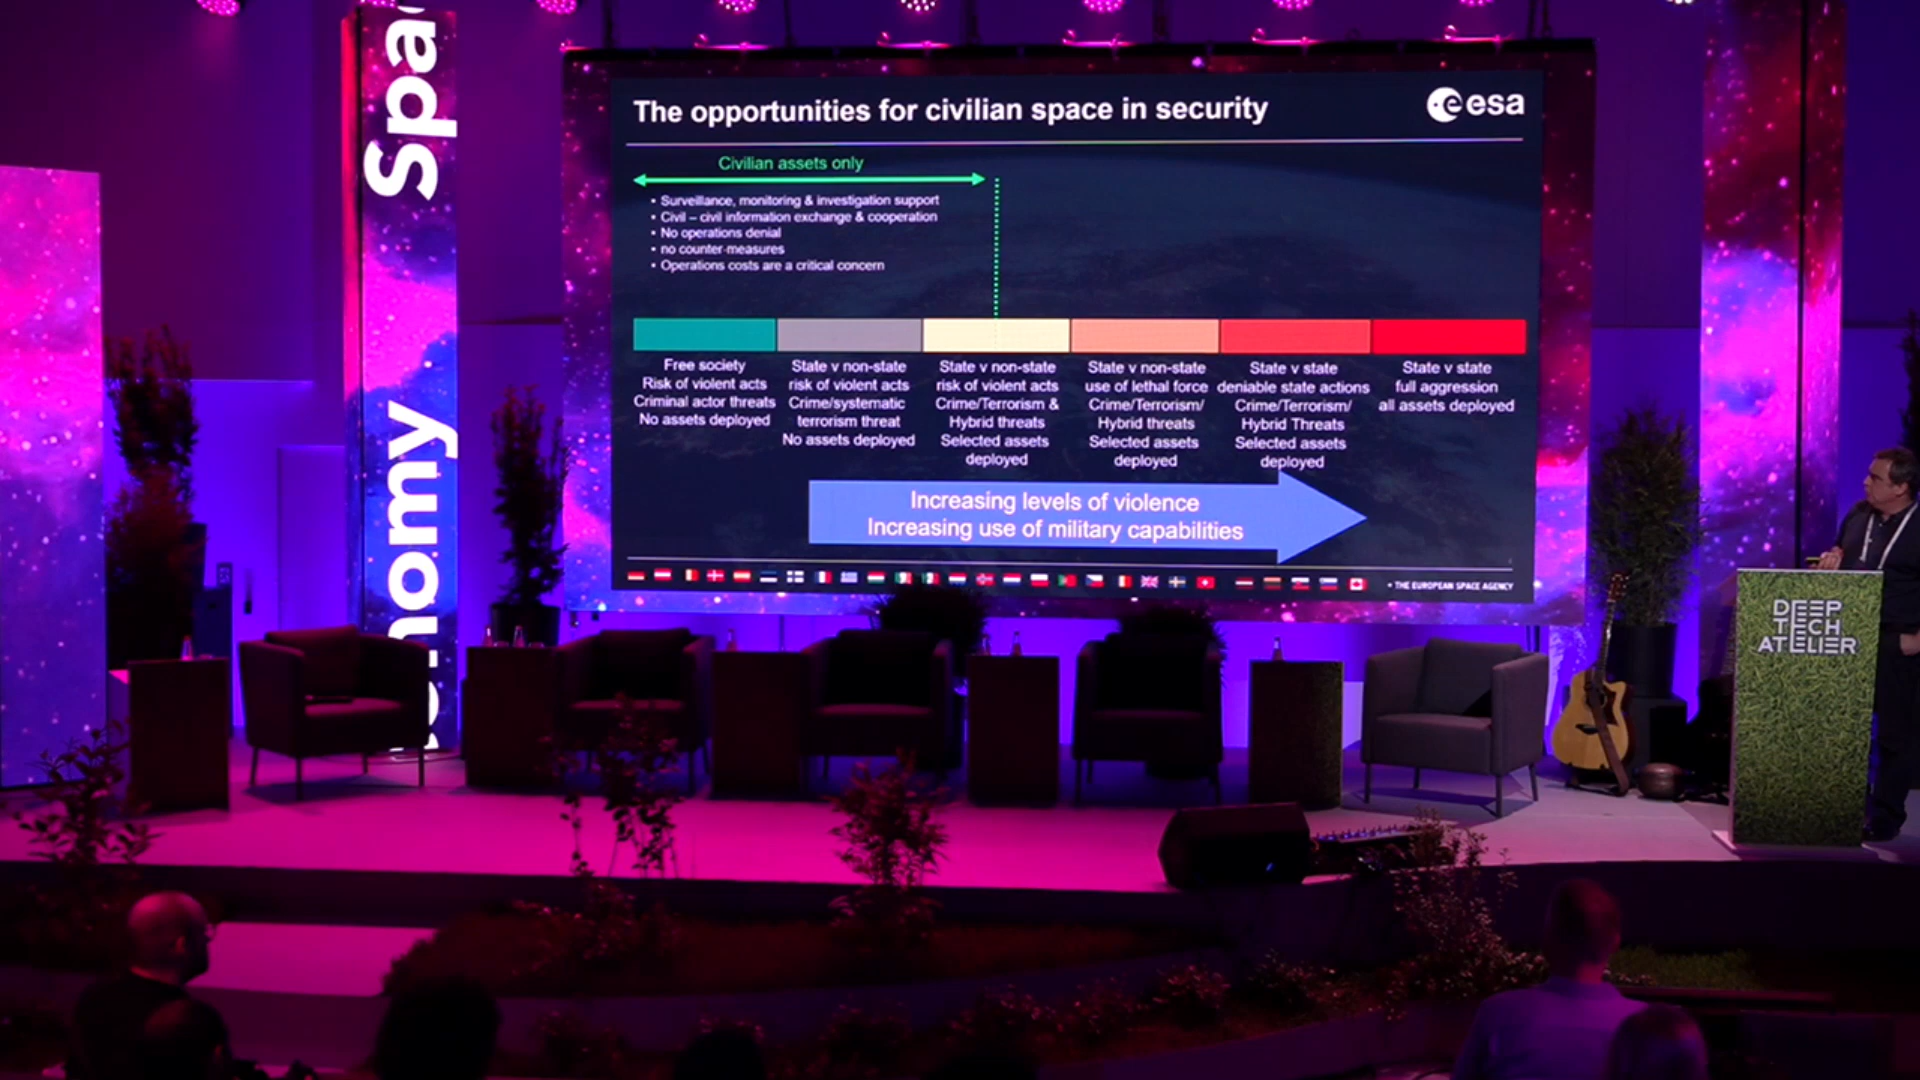 Spa
nomy
The opportunities for civilian space in security
esa
Civilian assets only
• Surveillance, monitoring & investigation support
• Civil – civil information exchange & cooperation
• No operations denial
• no counter-measures
• Operations costs are a critical concern
Free society
Risk of violent acts
Criminal actor threats
No assets deployed
State v non-state
risk of violent acts
Crime/systematic
terrorism threat
No assets deployed
State v non-state
risk of violent acts
Crime/Terrorism &
Hybrid threats
Selected assets
deployed
State v non-state
use of lethal force
Crime/Terrorism/
Hybrid threats
Selected assets
deployed
State v state
deniable state actions
Crime/Terrorism/
Hybrid Threats
Selected assets
deployed
State v state
full aggression
all assets deployed
Increasing levels of violence
Increasing use of military capabilities
THE EUROPEAN SPACE AGENCY
DEEP
TECH
ATELIER